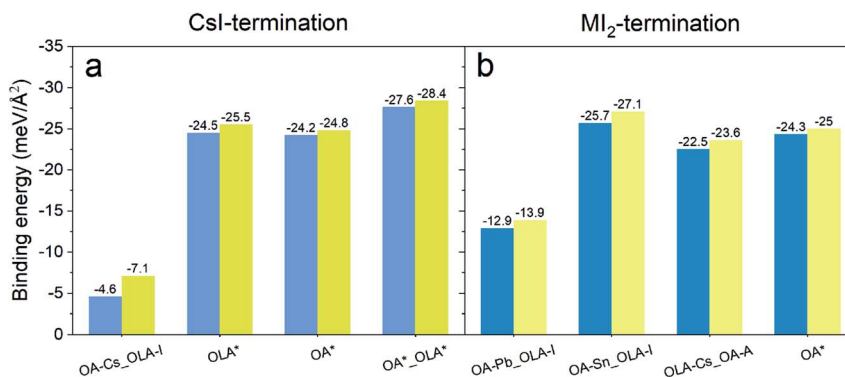 CsI-termination
MI₂-termination
Binding energy (meV/Å²)
-35
-30
-25
-20
-15
-10
-5
0
a
-4.6
-7.1
-24.5
-25.5
-24.2
-24.8
-27.6
-28.4
b
-12.9
-13.9
-25.7
-27.1
-22.5
-23.6
-24.3
-25
OA-Cs_OLA-I
OLA*
OA*
OA*_OLA*
OA-Pb_OLA-I
OA-Sn_OLA-I
OLA-Cs_OA-A
OA*